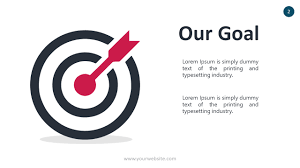 2
Our Goal
Lorem Ipsum is simply dummy
text of the printing and
typesetting industry.
Lorem Ipsum is simply dummy
text of the printing and
typesetting industry.
www.yourwebsite.com